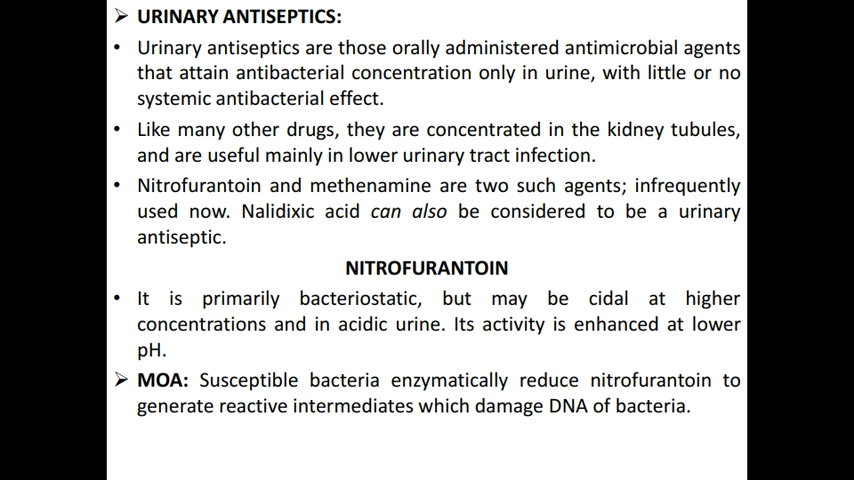 ➢ URINARY ANTISEPTICS:
• Urinary antiseptics are those orally administered antimicrobial agents
that attain antibacterial concentration only in urine, with little or no
systemic antibacterial effect.
• Like many other drugs, they are concentrated in the kidney tubules,
and are useful mainly in lower urinary tract infection.
• Nitrofurantoin and methenamine are two such agents; infrequently
used now. Nalidixic acid can also be considered to be a urinary
antiseptic.
NITROFURANTOIN
• It is primarily bacteriostatic, but may be cidal at higher
concentrations and in acidic urine. Its activity is enhanced at lower
pH.
➢ MOA: Susceptible bacteria enzymatically reduce nitrofurantoin to
generate reactive intermediates which damage DNA of bacteria.